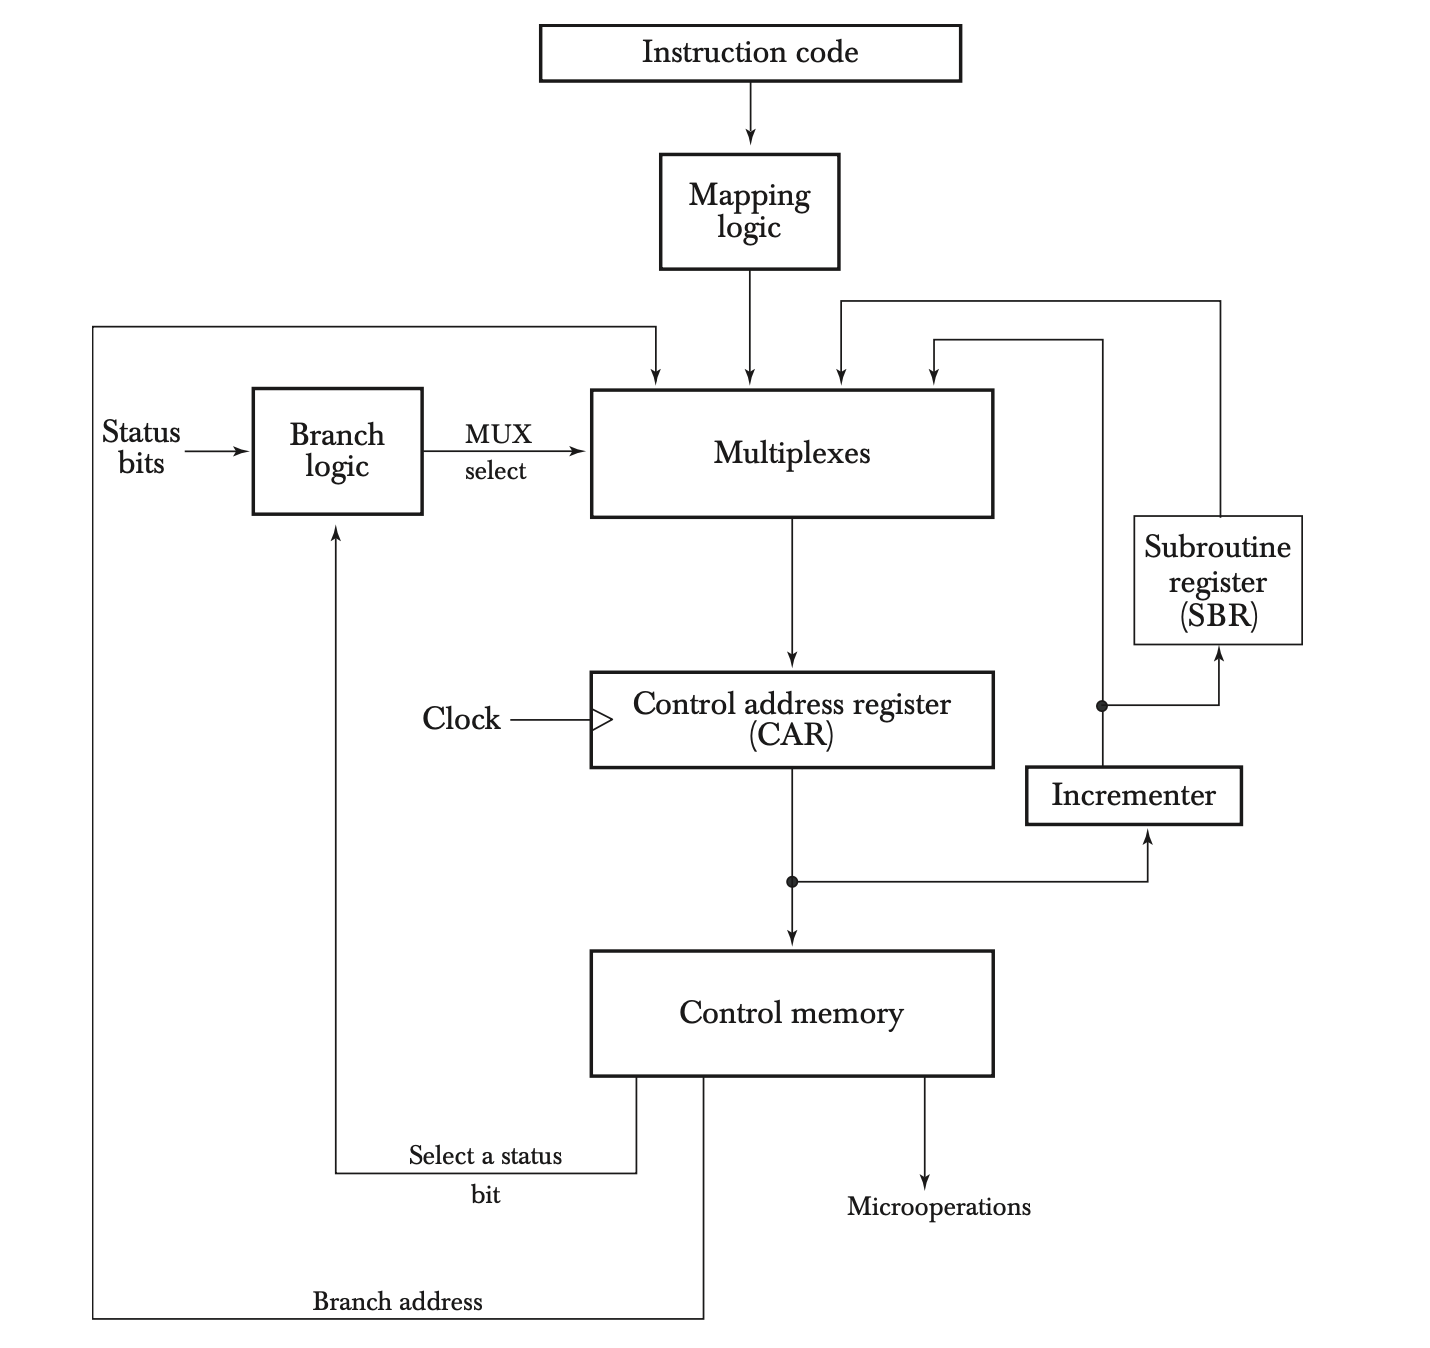 Instruction code
Mapping
logic
Status
bits
Branch
logic
MUX
select
Multiplexes
Subroutine
register
(SBR)
Clock
Control address register
(CAR)
Incrementer
Control memory
Select a status
bit
Microoperations
Branch address